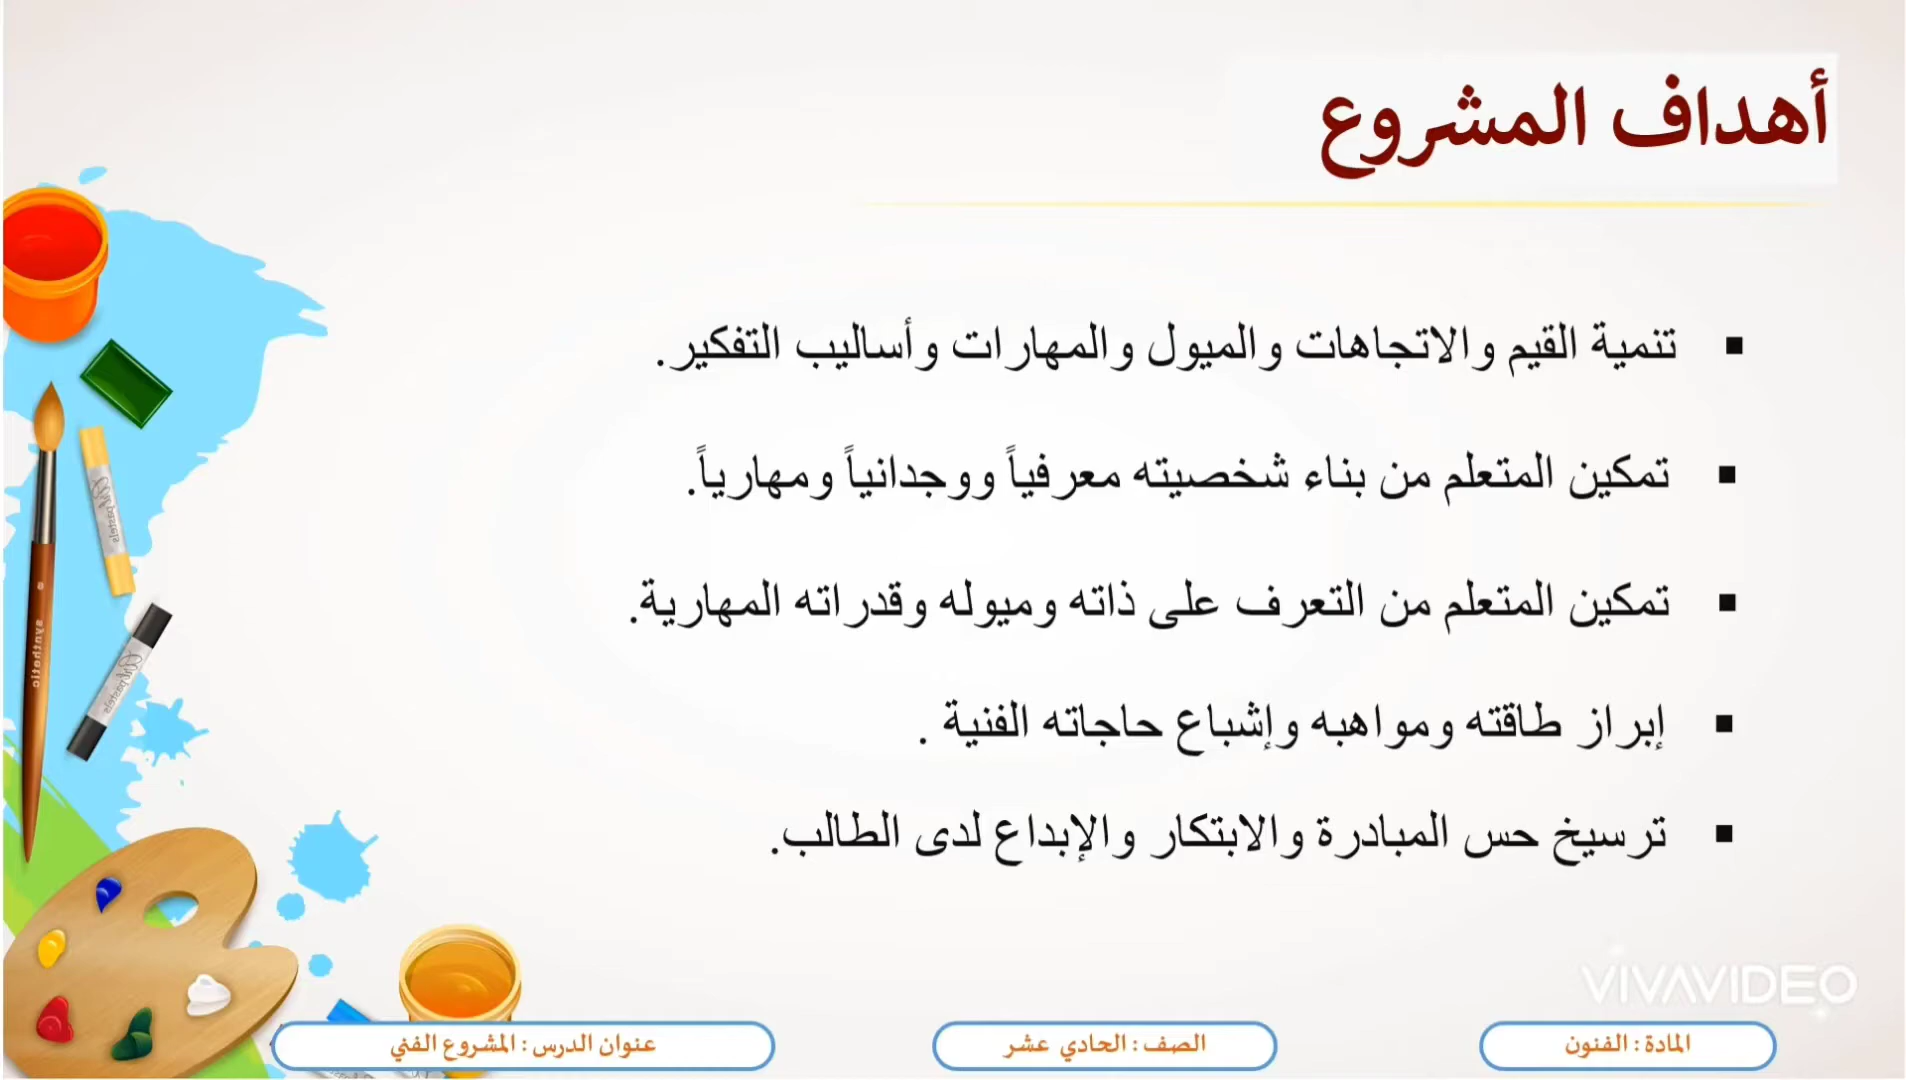 أهداف المشروع
▪ تنمية القيم والاتجاهات والميول والمهارات وأساليب التفكير.
▪ تمكين المتعلم من بناء شخصيته معرفياً ووجدانياً ومهارياً.
▪ تمكين المتعلم من التعرف على ذاته وميوله وقدراته المهارية.
▪ إبراز طاقته ومواهبه وإشباع حاجاته الفنية .
▪ ترسيخ حس المبادرة والابتكار والإبداع لدى الطالب.
synthetic
VIVAVIDEO
المادة : الفنون
الصف : الحادي عشر
عنوان الدرس : المشروع الفني